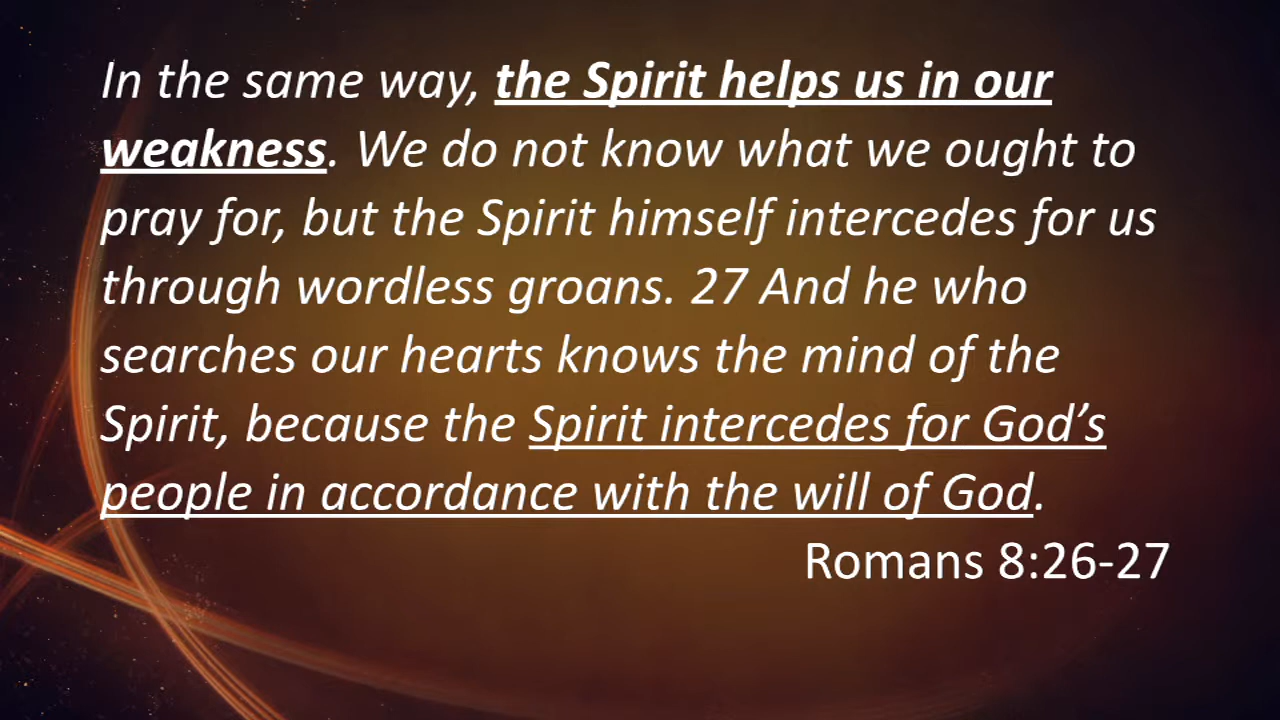 In the same way, the Spirit helps us in our
weakness. We do not know what we ought to
pray for, but the Spirit himself intercedes for us
through wordless groans. 27 And he who
searches our hearts knows the mind of the
Spirit, because the Spirit intercedes for God’s
people in accordance with the will of God.
Romans 8:26-27